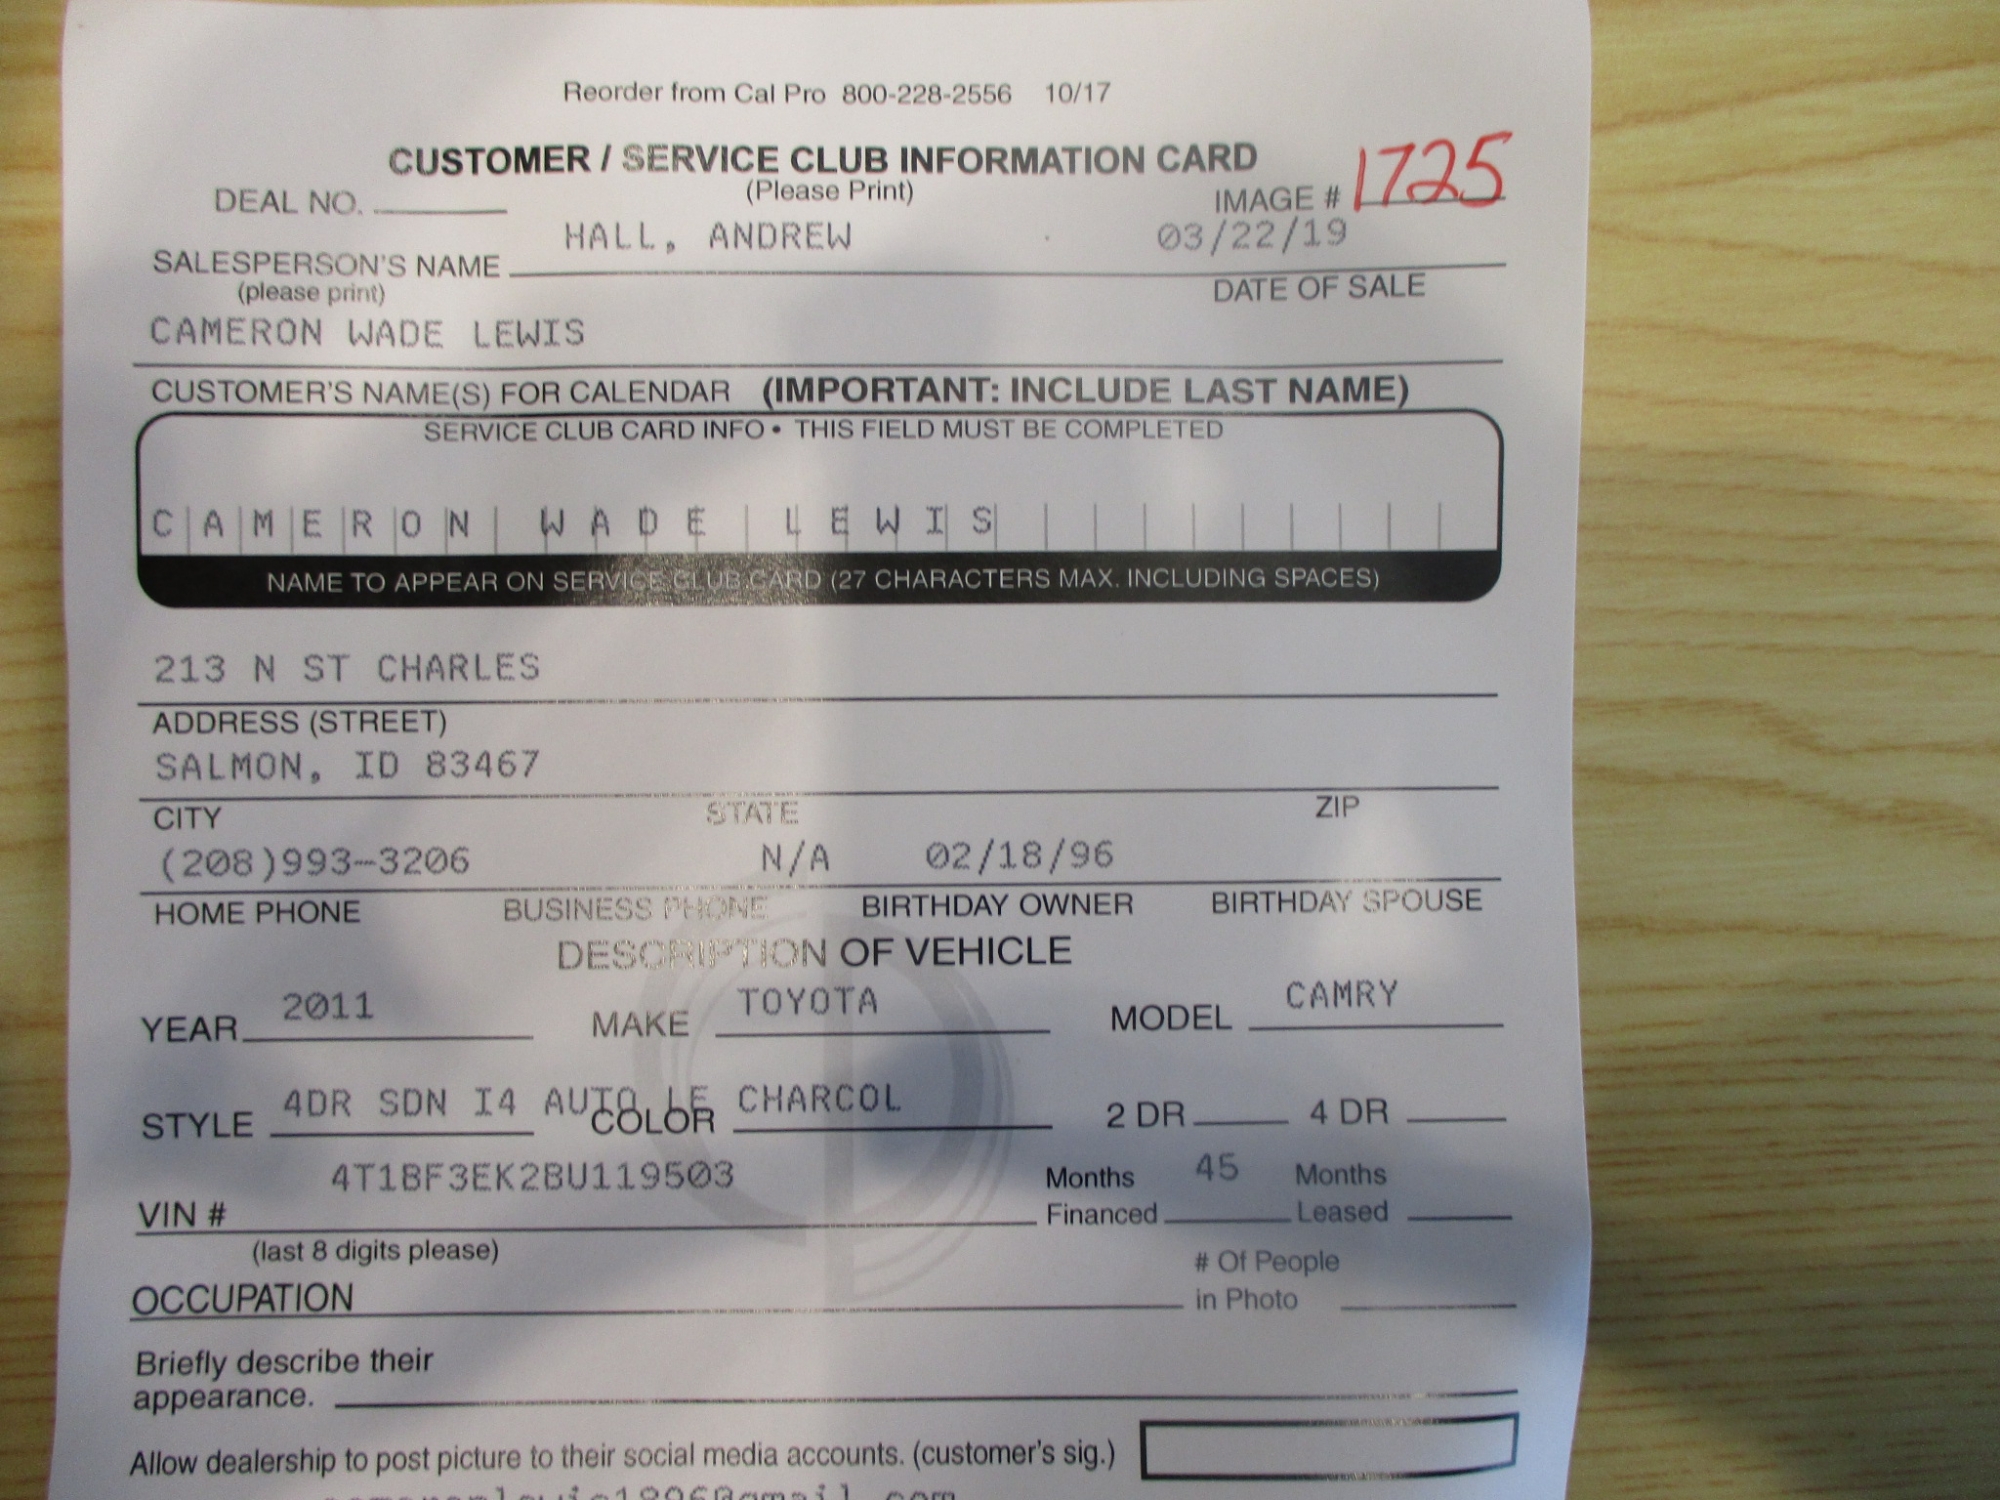 Reorder from Cal Pro 800-228-2556 10/17
CUSTOMER / SERVICE CLUB INFORMATION CARD
(Please Print)
DEAL NO. IMAGE # 1725
HALL, ANDREW 03/22/19
SALESPERSON'S NAME
(please print) DATE OF SALE
CAMERON WADE LEWIS
CUSTOMER'S NAME(S) FOR CALENDAR (IMPORTANT: INCLUDE LAST NAME)
SERVICE CLUB CARD INFO • THIS FIELD MUST BE COMPLETED
CAMERON WADE LEWIS
NAME TO APPEAR ON SERVICE CLUB CARD (27 CHARACTERS MAX. INCLUDING SPACES)
213 N ST CHARLES
ADDRESS (STREET)
SALMON, ID 83467
CITY STATE ZIP
(208)993-3206 N/A 02/18/96
HOME PHONE BUSINESS PHONE BIRTHDAY OWNER BIRTHDAY SPOUSE
DESCRIPTION OF VEHICLE
YEAR 2011 MAKE TOYOTA MODEL CAMRY
STYLE 4DR SDN I4 AUTO LE COLOR CHARCOL 2 DR 4 DR
4T1BF3EK2BU119503 Months 45 Months
VIN # Financed Leased
(last 8 digits please) # Of People
OCCUPATION in Photo
Briefly describe their
appearance.
Allow dealership to post picture to their social media accounts. (customer's sig.)